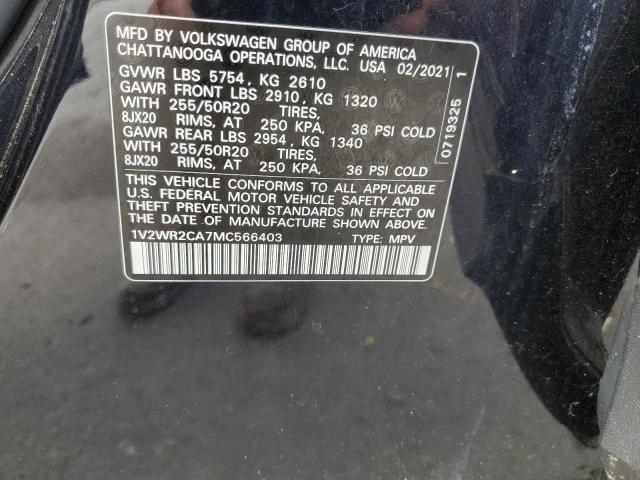 MFD BY VOLKSWAGEN GROUP OF AMERICA
CHATTANOOGA OPERATIONS, LLC. USA 02/2021
GVWR LBS 5754, KG 2610
GAWR FRONT LBS 2910, KG 1320
WITH 255/50R20 TIRES,
8JX20 RIMS, AT 250 KPA, 36 PSI COLD
GAWR REAR LBS 2954, KG 1340
WITH 255/50R20 TIRES,
8JX20 RIMS, AT 250 KPA, 36 PSI COLD
THIS VEHICLE CONFORMS TO ALL APPLICABLE
U.S. FEDERAL MOTOR VEHICLE SAFETY AND
THEFT PREVENTION STANDARDS IN EFFECT ON
THE DATE OF MANUFACTURE SHOWN ABOVE.
1V2WR2CA7MC566403 TYPE: MPV
0719325 1